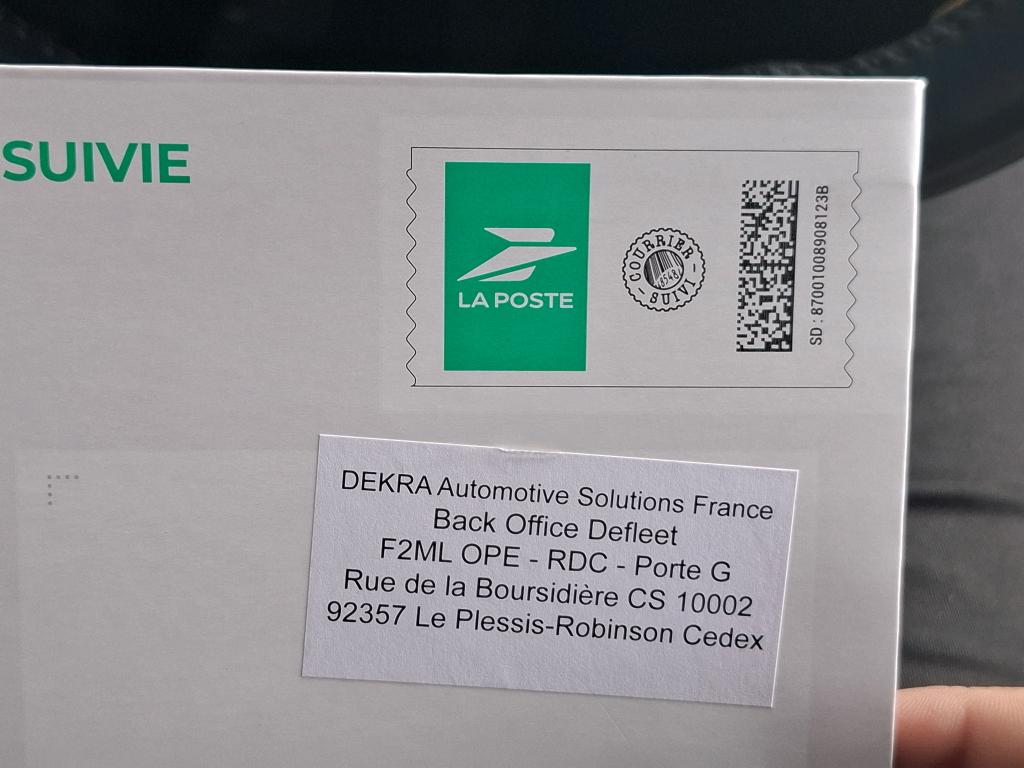 SUIVIE
LA POSTE
COURRIER
8548
SUIVI
SD : 87001008908123B
DEKRA Automotive Solutions France
Back Office Defleet
F2ML OPE - RDC - Porte G
Rue de la Boursidière CS 10002
92357 Le Plessis-Robinson Cedex